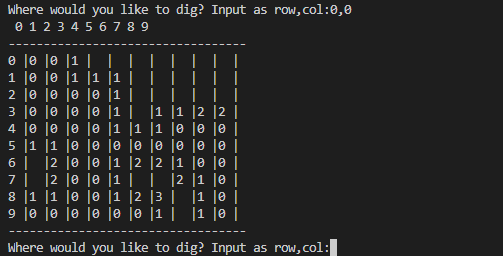 Where would you like to dig? Input as row,col:0,0
  0 1 2 3 4 5 6 7 8 9
----------------------------------
0 |0 |0 |1 |  |  |  |  |  |  |  |
1 |0 |0 |1 |1 |1 |  |  |  |  |  |
2 |0 |0 |0 |0 |1 |  |  |  |  |  |
3 |0 |0 |0 |0 |1 |  |1 |1 |2 |2 |
4 |0 |0 |0 |0 |1 |1 |1 |0 |0 |0 |
5 |1 |1 |0 |0 |0 |0 |0 |0 |0 |0 |
6 |  |2 |0 |0 |1 |2 |2 |1 |0 |0 |
7 |  |2 |0 |0 |1 |  |  |2 |1 |0 |
8 |1 |1 |0 |0 |1 |2 |3 |  |1 |0 |
9 |0 |0 |0 |0 |0 |0 |1 |  |1 |0 |
----------------------------------
Where would you like to dig? Input as row,col: